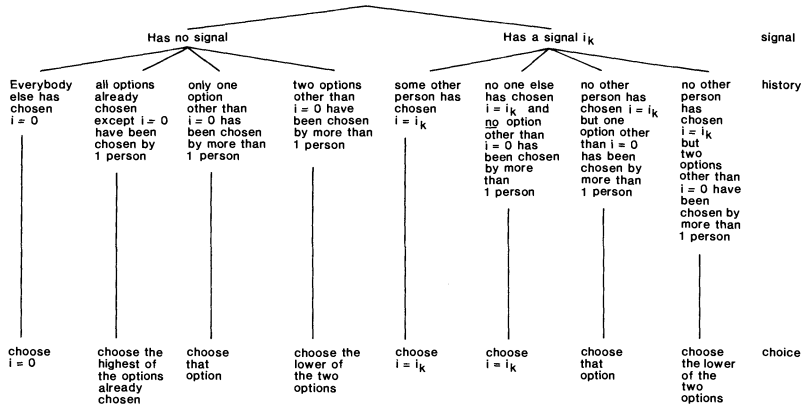 Has no signal
Has a signal i_k
signal
Everybody
else has
chosen
i = 0
all options
already
chosen
except i = 0
have been
chosen by
1 person
only one
option
other than
i = 0 has
been chosen
by more than
1 person
two options
other than
i = 0 have
been chosen
by more than
1 person
some other
person has
chosen
i = i_k
no one else
has chosen
i = i_k and
no option
other than
i = 0 has
been chosen
by more
than
1 person
no other
person has
chosen i = i_k
but one
option other
than i = 0
has been
chosen by
more than
1 person
no other
person
has
chosen
i = i_k
but
two
options
other than
i = 0 have
been
chosen by
more than
1 person
history
choose
i = 0
choose the
highest of
the options
already
chosen
choose
that
option
choose the
lower of
the two
options
choose
i = i_k
choose
i = i_k
choose
that
option
choose
the lower
of the
two
options
choice